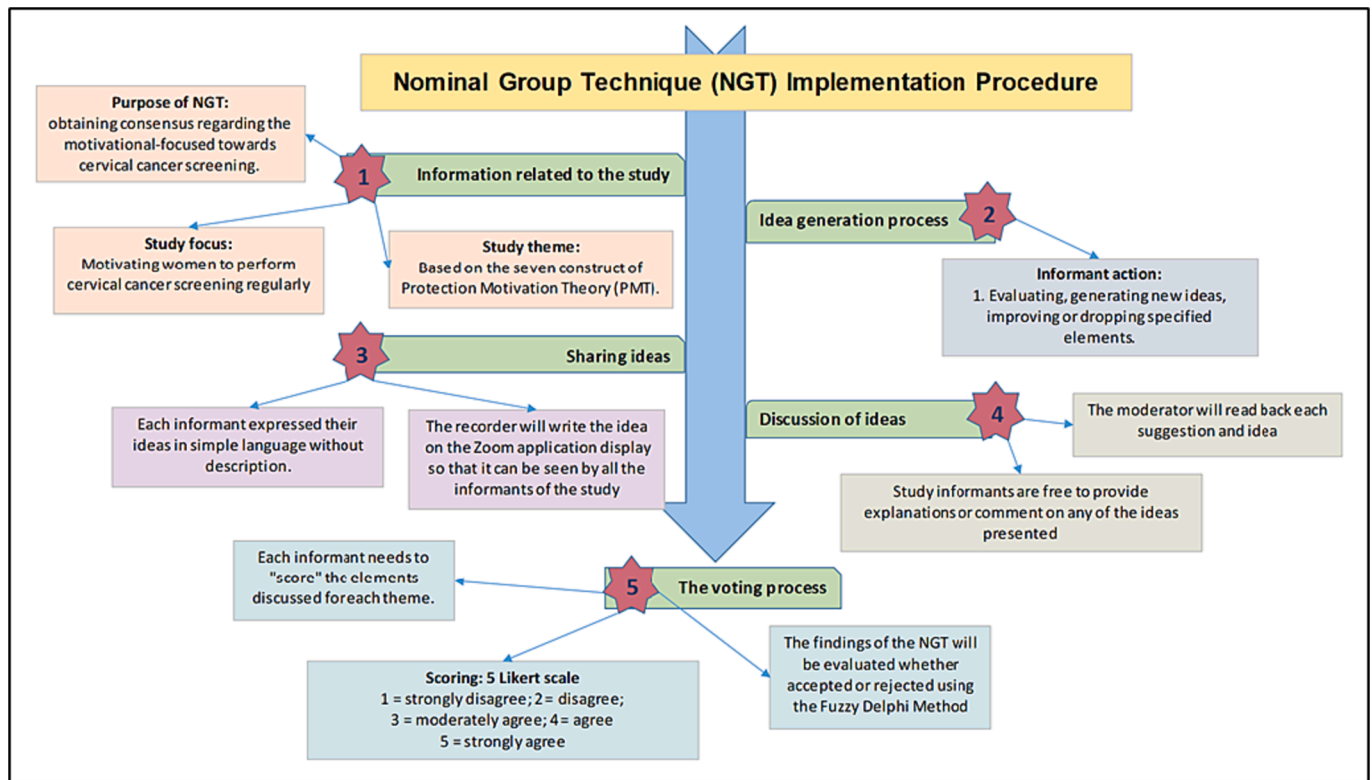 Nominal Group Technique (NGT) Implementation Procedure
Purpose of NGT:
obtaining consensus regarding the
motivational-focused towards
cervical cancer screening.
1
Information related to the study
Study focus:
Motivating women to perform
cervical cancer screening regularly
Study theme:
Based on the seven construct of
Protection Motivation Theory (PMT).
Idea generation process
2
Informant action:
1. Evaluating, generating new ideas,
improving or dropping specified
elements.
3
Sharing ideas
Each informant expressed their
ideas in simple language without
description.
The recorder will write the idea
on the Zoom application display
so that it can be seen by all the
informants of the study
Discussion of ideas
4
The moderator will read back each
suggestion and idea
Study informants are free to provide
explanations or comment on any of the ideas
presented
5
The voting process
Each informant needs to
"score" the elements
discussed foreach theme.
Scoring: 5 Likert scale
1 = strongly disagree; 2 = disagree;
3 = moderately agree; 4 = agree
5 = strongly agree
The findings of the NGT will
be evaluated whether
accepted or rejected using
the Fuzzy Delphi Method